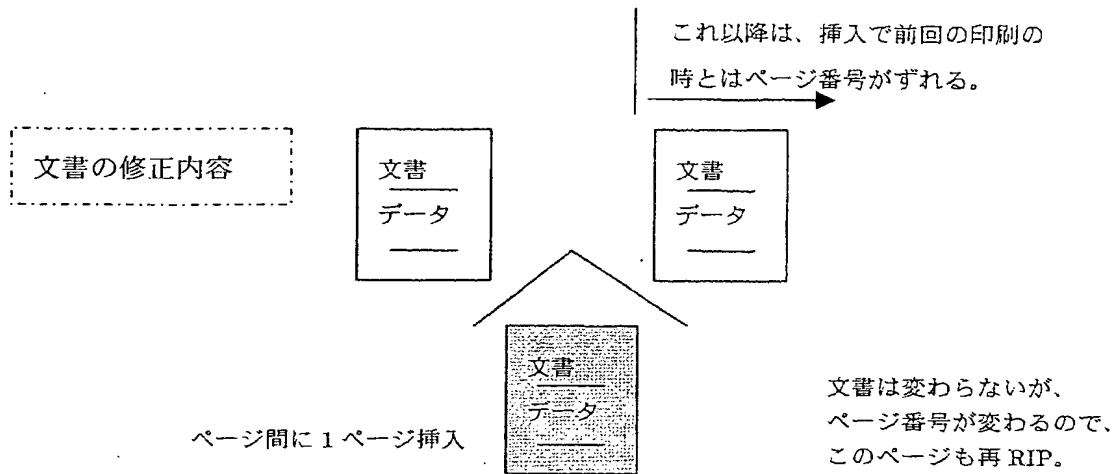 これ以降は、挿入で前回の印刷の
時とはページ番号がずれる。
文書の修正内容
文書
データ
文書
データ
文書
データ
ページ間に1ページ挿入
文書は変わらないが、
ページ番号が変わるので、
このページも再 RIP。